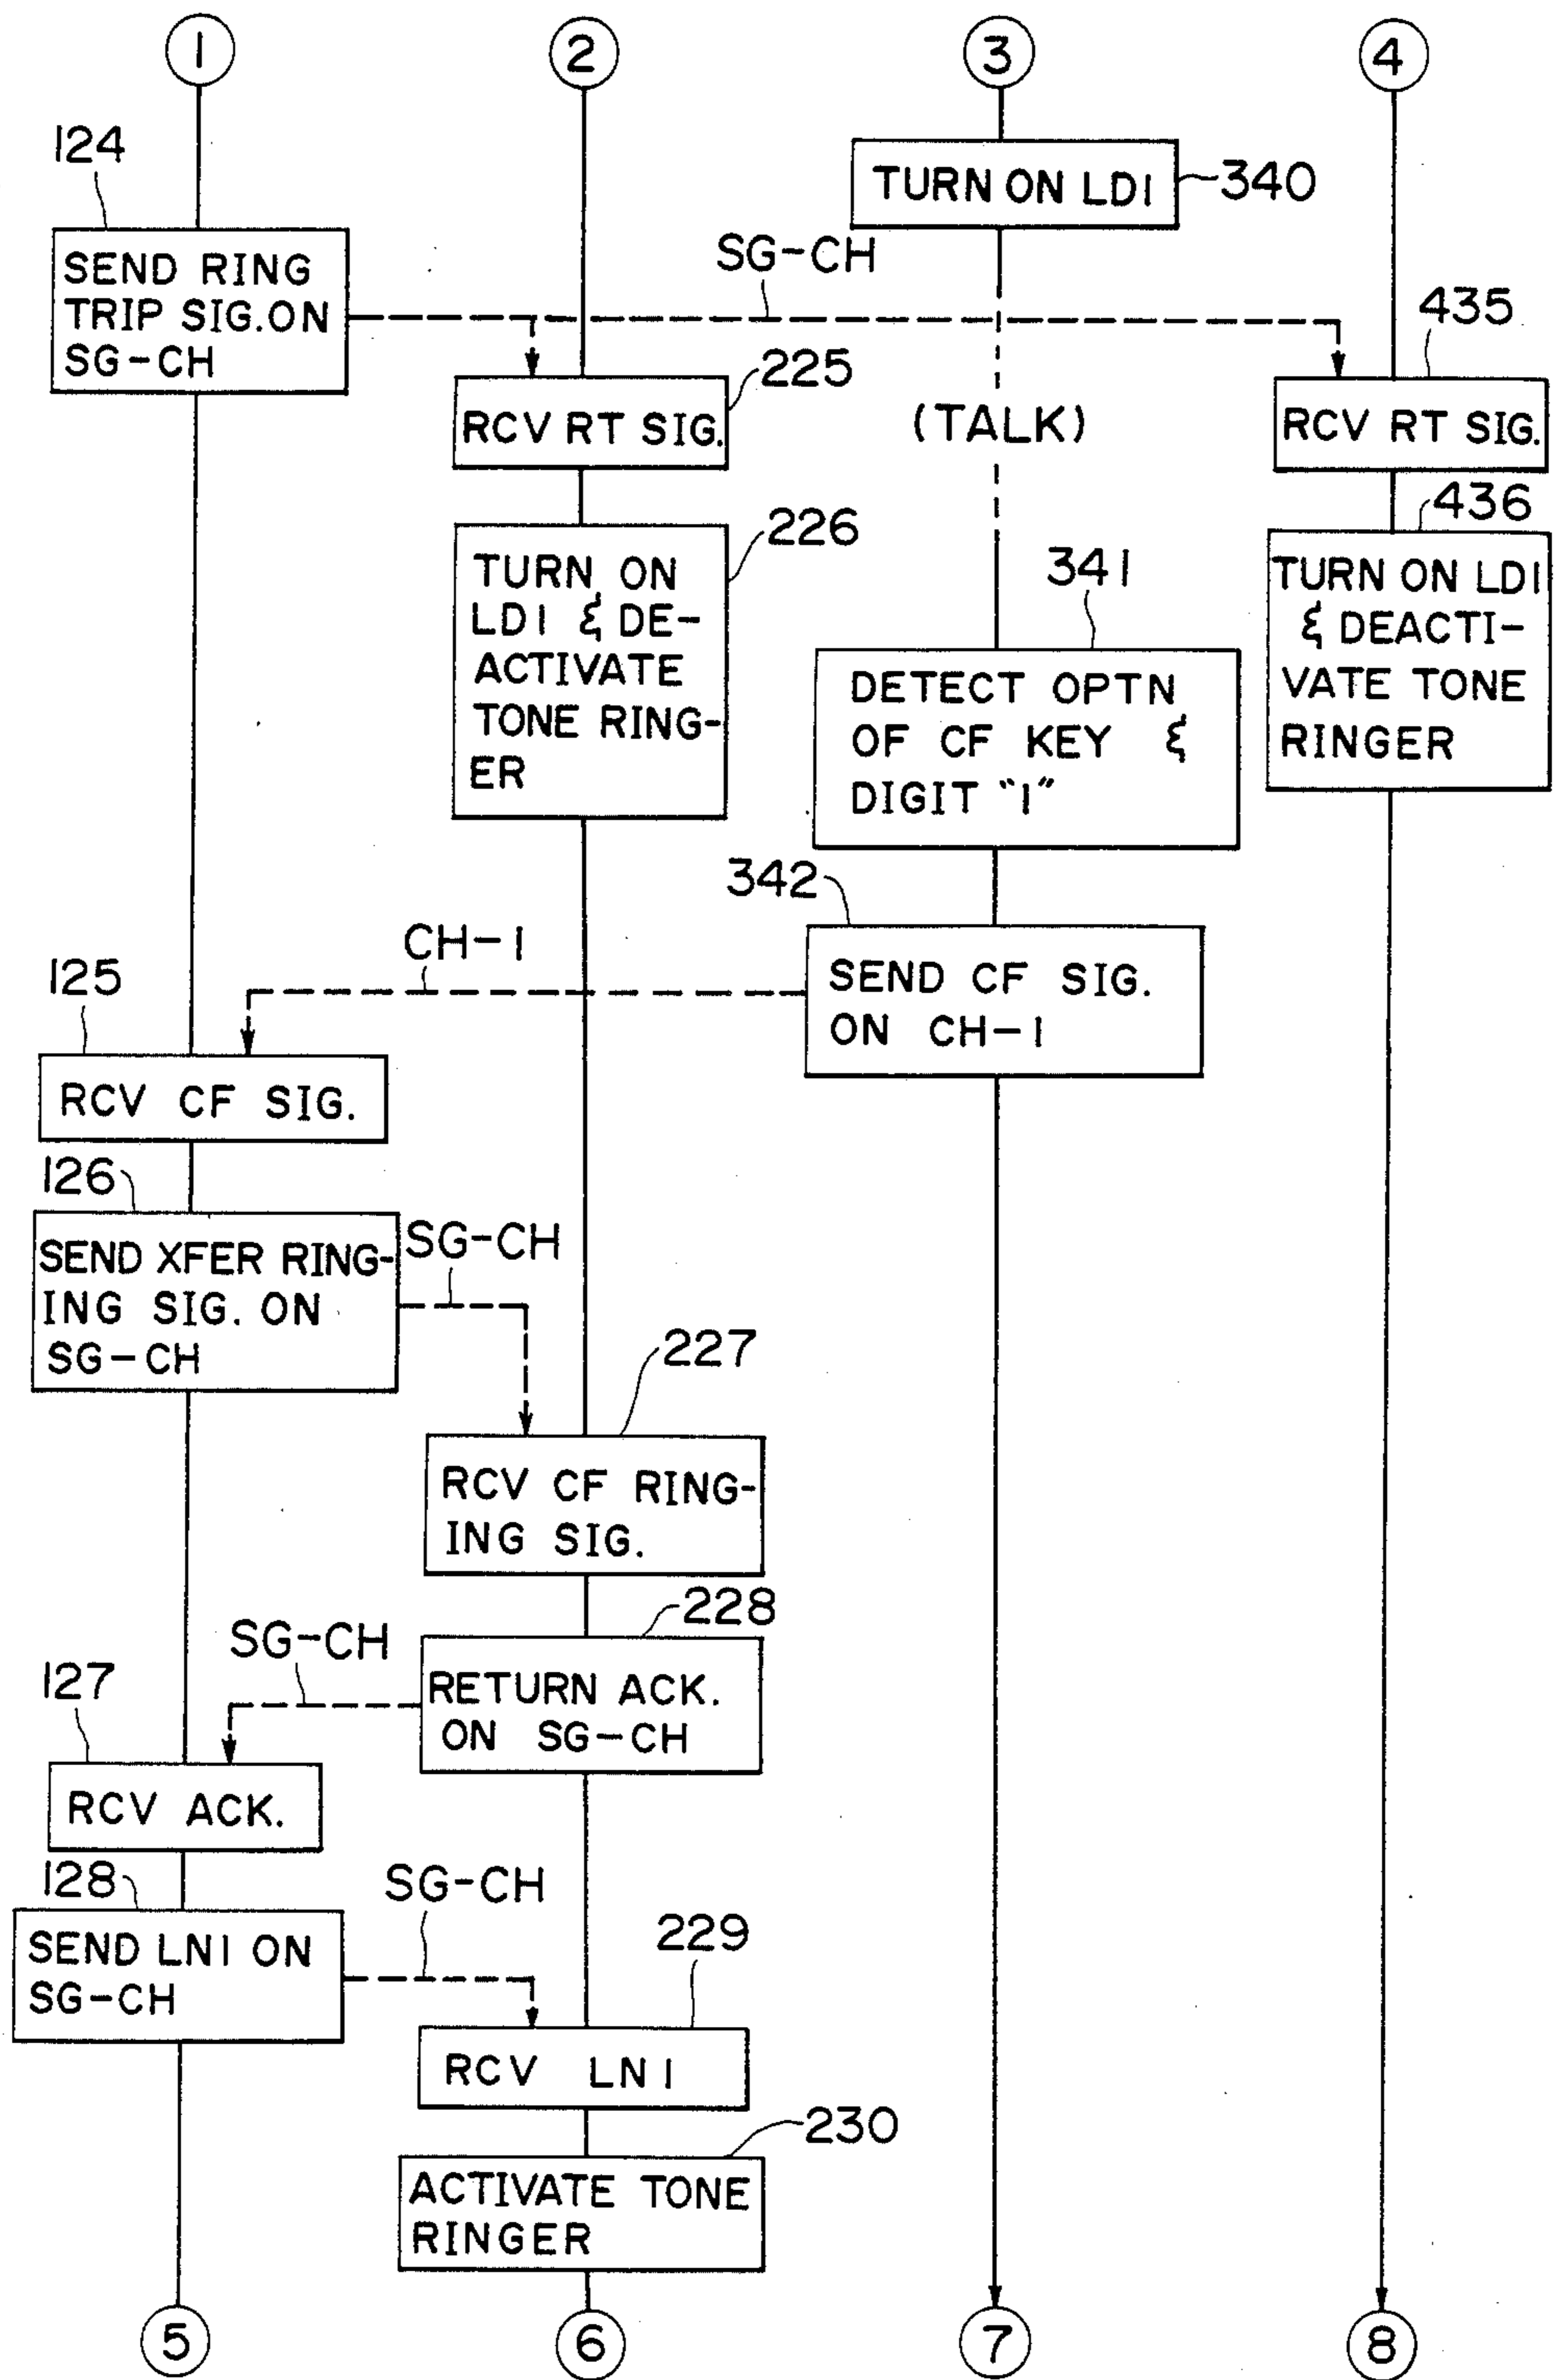 1
2
3
4
124
SEND RING
TRIP SIG. ON
SG-CH
TURN ON LD1
340
SG-CH
435
225
RCV RT SIG.
(TALK)
RCV RT SIG.
226
TURN ON
LD1 & DE-
ACTIVATE
TONE RING-
ER
436
TURN ON LD1
& DEACTI-
VATE TONE
RINGER
341
DETECT OPTN
OF CF KEY &
DIGIT "1"
342
SEND CF SIG.
ON CH-1
CH-1
125
RCV CF SIG.
126
SEND XFER RING-
ING SIG. ON
SG-CH
SG-CH
227
RCV CF RING-
ING SIG.
228
RETURN ACK.
ON SG-CH
SG-CH
127
RCV ACK.
128
SEND LN1 ON
SG-CH
SG-CH
229
RCV LN1
230
ACTIVATE TONE
RINGER
5
6
7
8